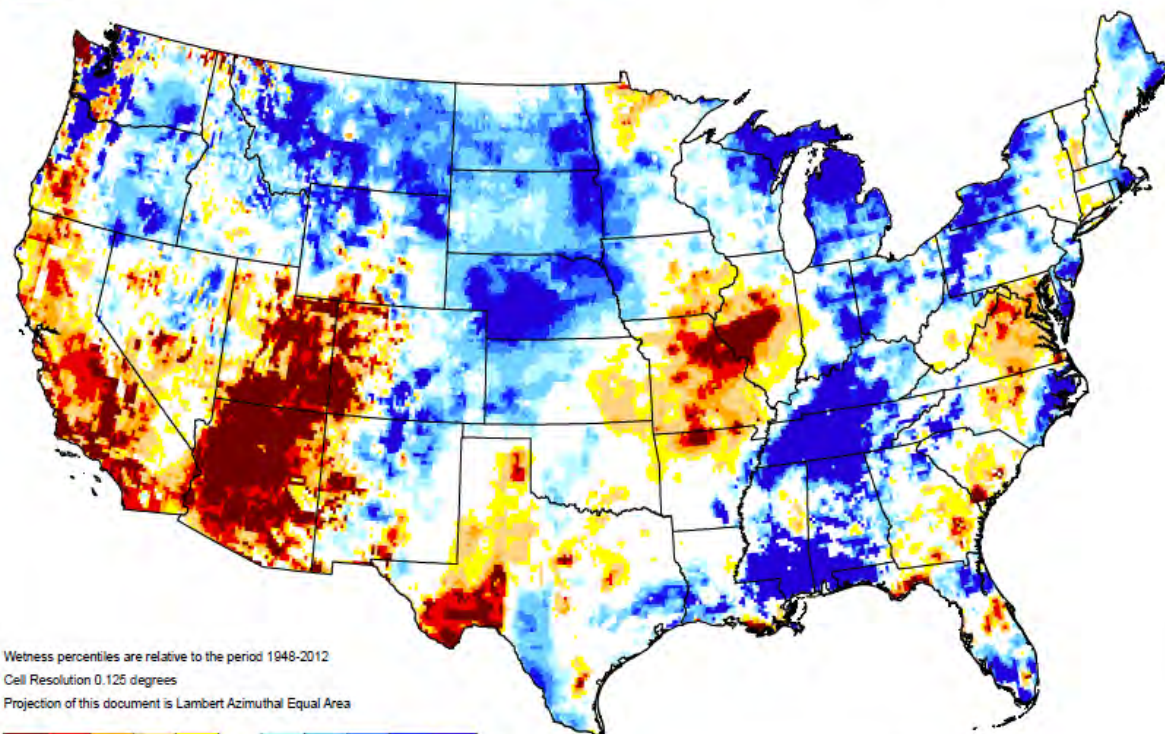 Wetness percentiles are relative to the period 1948-2012
Cell Resolution 0.125 degrees
Projection of this document is Lambert Azimuthal Equal Area